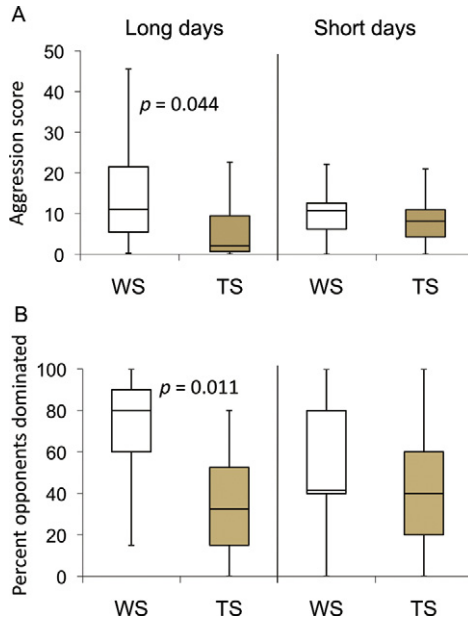 A
Long days Short days
Aggression score
50
40
30
20
10
0
p = 0.044
WS TS WS TS
B
Percent opponents dominated
100
80
60
40
20
0
p = 0.011
WS TS WS TS